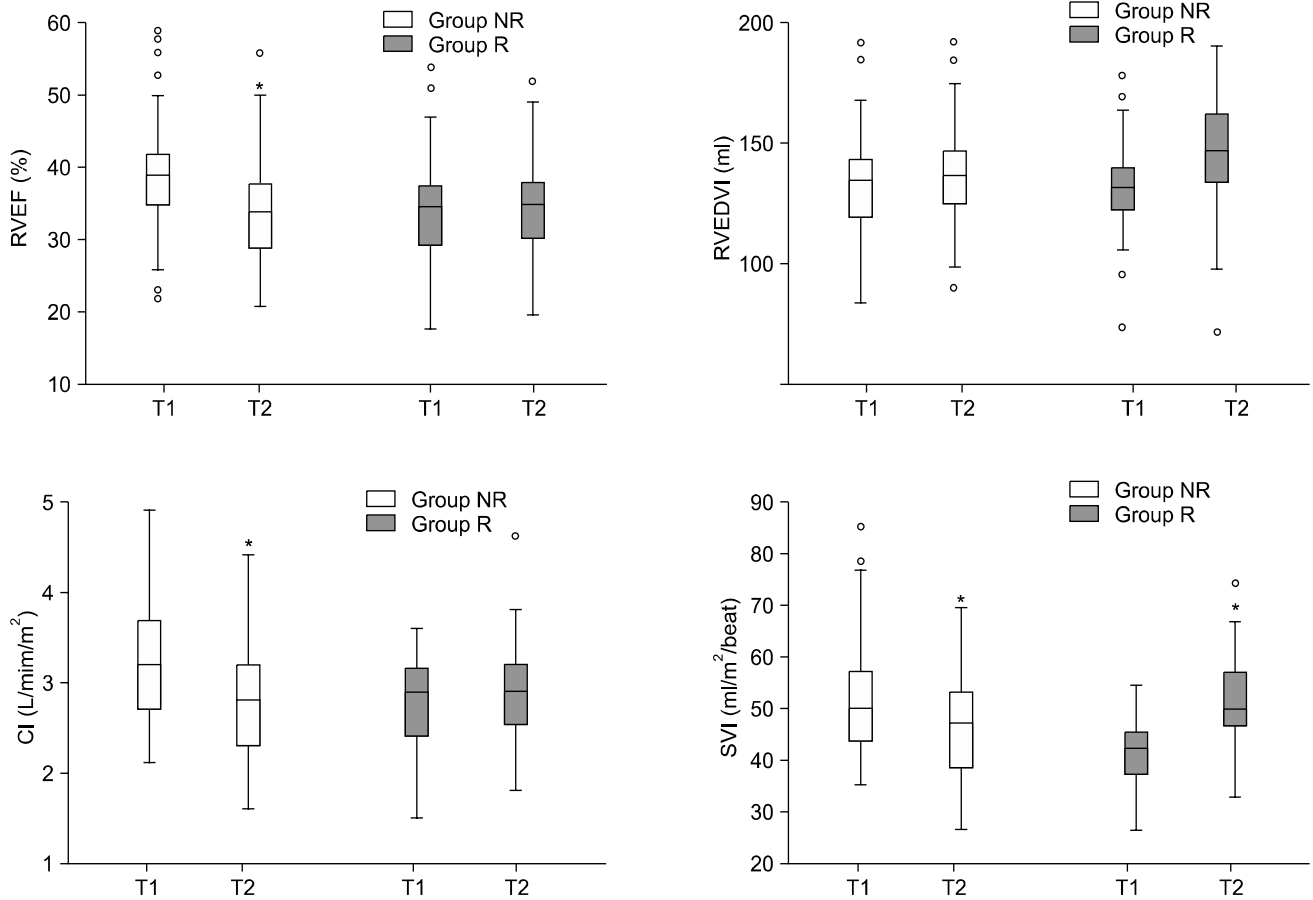 60
50
40
30
20
10
RVEF (%)
Group NR
Group R
*
T1
T2
T1
T2
200
150
100
RVEDVI (ml)
Group NR
Group R
T1
T2
T1
T2
5
4
3
2
1
CI (L/mim/m²)
Group NR
Group R
*
T1
T2
T1
T2
90
80
70
60
50
40
30
20
SVI (ml/m²/beat)
Group NR
Group R
*
*
T1
T2
T1
T2